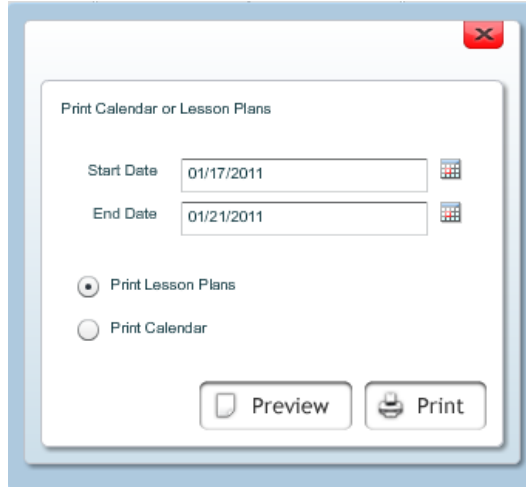 Print Calendar or Lesson Plans
Start Date 01/17/2011
End Date 01/21/2011
Print Lesson Plans
Print Calendar
Preview Print